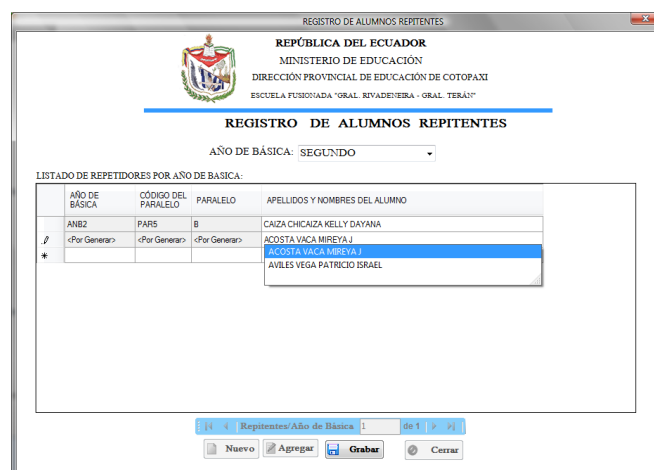 REGISTRO DE ALUMNOS REPITENTES
REPÚBLICA DEL ECUADOR
MINISTERIO DE EDUCACIÓN
DIRECCIÓN PROVINCIAL DE EDUCACIÓN DE COTOPAXI
ESCUELA FUSIONADA "GRAL. RIVADENEIRA - GRAL. TERÁN"
REGISTRO DE ALUMNOS REPITENTES
AÑO DE BÁSICA: SEGUNDO
LISTADO DE REPETIDORES POR AÑO DE BASICA:
AÑO DE BÁSICA CÓDIGO DEL PARALELO PARALELO APELLIDOS Y NOMBRES DEL ALUMNO
ANB2 PAR5 B CAIZA CHICAIZA KELLY DAYANA
<Por Generar> <Por Generar> <Por Generar> ACOSTA VACA MIREYA J
ACOSTA VACA MIREYA J
AVILES VEGA PATRICIO ISRAEL
Repitentes/Año de Básica 1 de 1
Nuevo Agregar Grabar Cerrar